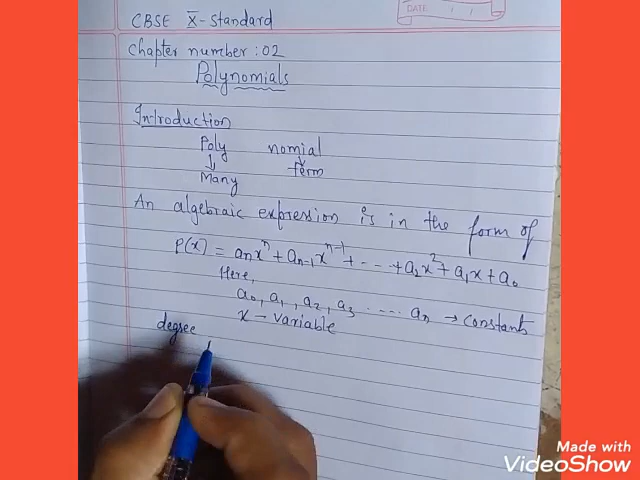 DATE / /
CBSE X - Standard
Chapter number : 02
Polynomials
Introduction
Poly nomial
↓ ↓
Many term
An algebraic expression is in the form of
P(x) = aₙxⁿ + aₙ₋₁xⁿ⁻¹ + - - - + a₂x² + a₁x + a₀
Here,
a₀, a₁, a₂, a₃ ...... aₙ → constants
x - variable
degree
Made with
VideoShow